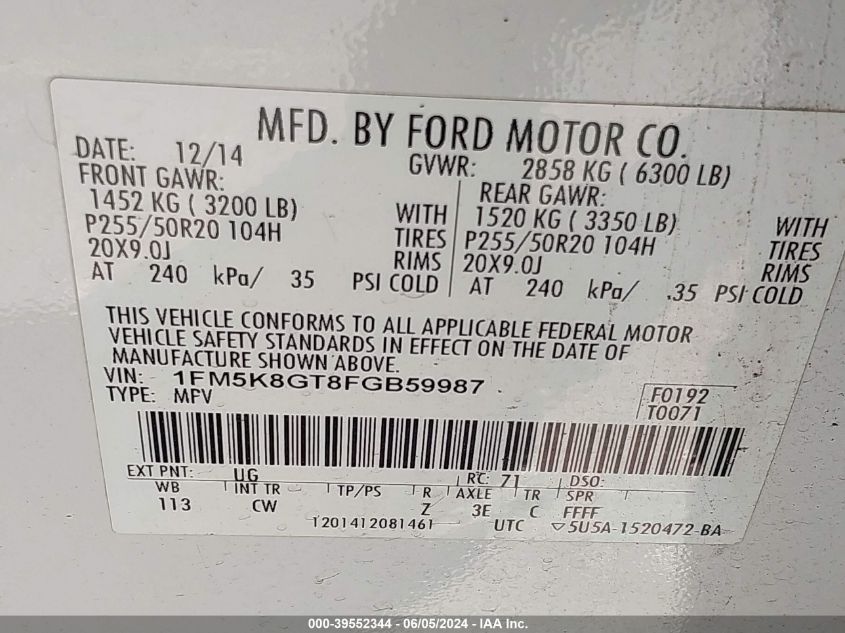 MFD. BY FORD MOTOR CO.
DATE: 12/14 GVWR: 2858 KG ( 6300 LB)
FRONT GAWR: REAR GAWR:
1452 KG ( 3200 LB) WITH 1520 KG ( 3350 LB) WITH
P255/50R20 104H TIRES P255/50R20 104H TIRES
20X9.0J RIMS 20X9.0J RIMS
AT 240 kPa/ 35 PSI COLD AT 240 kPa/ 35 PSI COLD
THIS VEHICLE CONFORMS TO ALL APPLICABLE FEDERAL MOTOR
VEHICLE SAFETY STANDARDS IN EFFECT ON THE DATE OF
MANUFACTURE SHOWN ABOVE.
VIN: 1FM5K8GT8FGB59987
TYPE: MPV
F0192
T0071
EXT PNT: UG RC: 71 DSO:
WB INT TR TP/PS R AXLE TR SPR
113 CW Z 3E C FFFF
T201412081461 UTC ▽5U5A-1520472-BA
000-39552344 - 06/05/2024 - IAA Inc.